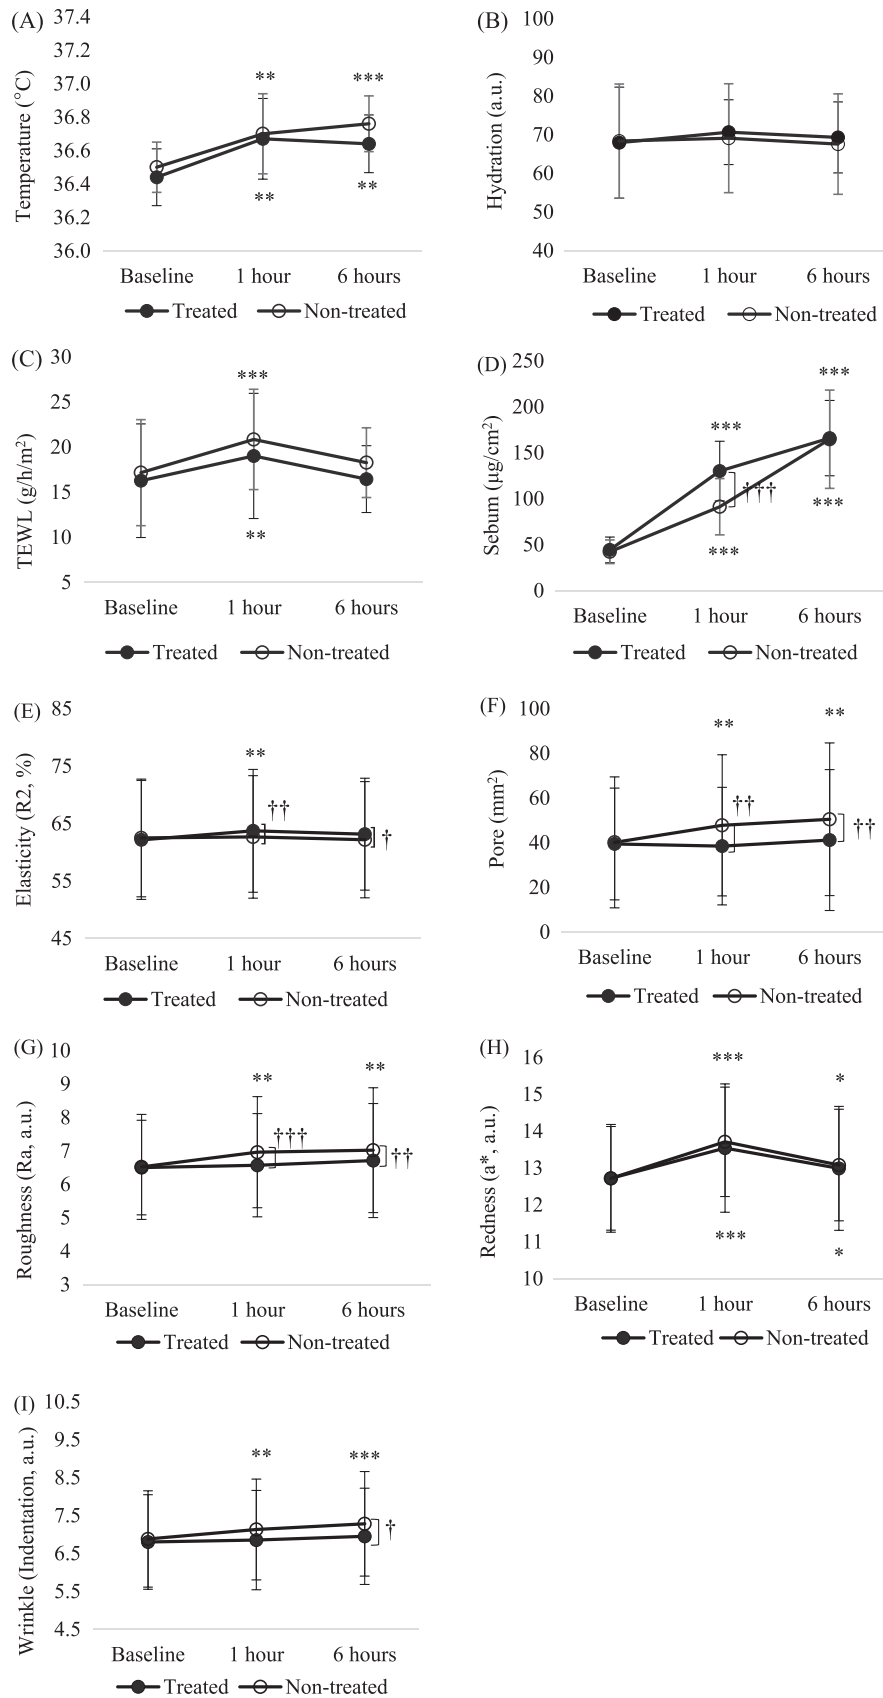 (A)
37.4
37.2
37.0
36.8
36.6
36.4
36.2
36.0
Temperature (°C)
** ***
** **
Baseline 1 hour 6 hours
Treated Non-treated
(B)
100
90
80
70
60
50
40
Hydration (a.u.)
Baseline 1 hour 6 hours
Treated Non-treated
(C)
30
25
20
15
10
5
TEWL (g/h/m²)
***
**
Baseline 1 hour 6 hours
Treated Non-treated
(D)
250
200
150
100
50
0
Sebum (µg/cm²)
***
***
†††
***
***
Baseline 1 hour 6 hours
Treated Non-treated
(E)
85
75
65
55
45
Elasticity (R2, %)
**
††
†
Baseline 1 hour 6 hours
Treated Non-treated
(F)
100
80
60
40
20
0
Pore (mm²)
** **
††
††
Baseline 1 hour 6 hours
Treated Non-treated
(G)
10
9
8
7
6
5
4
3
Roughness (Ra, a.u.)
** **
†††
††
Baseline 1 hour 6 hours
Treated Non-treated
(H)
16
15
14
13
12
11
10
Redness (a*, a.u.)
*** *
*** *
Baseline 1 hour 6 hours
Treated Non-treated
(I)
10.5
9.5
8.5
7.5
6.5
5.5
4.5
Wrinkle (Indentation, a.u.)
** ***
†
Baseline 1 hour 6 hours
Treated Non-treated